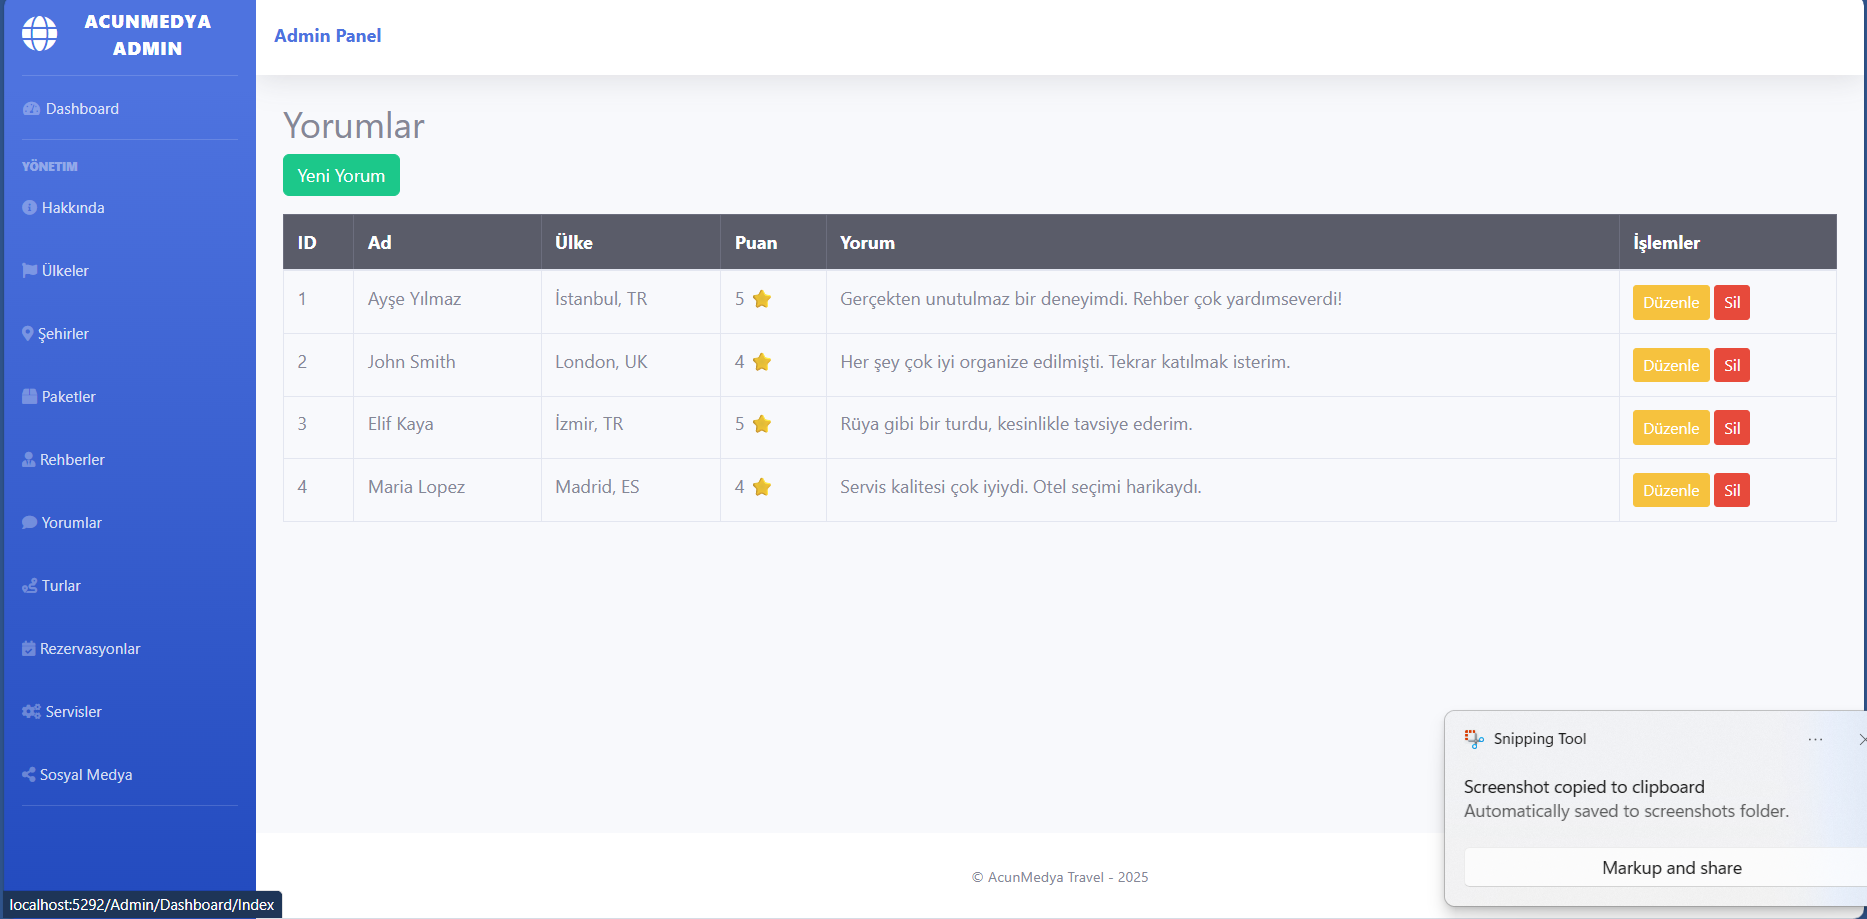 ACUNMEDYA
ADMIN
Admin Panel
Dashboard
YÖNETIM
Hakkında
Ülkeler
Şehirler
Paketler
Rehberler
Yorumlar
Turlar
Rezervasyonlar
Servisler
Sosyal Medya
Yorumlar
Yeni Yorum
ID Ad Ülke Puan Yorum İşlemler
1 Ayşe Yılmaz İstanbul, TR 5 Gerçekten unutulmaz bir deneyimdi. Rehber çok yardımseverdi! Düzenle Sil
2 John Smith London, UK 4 Her şey çok iyi organize edilmişti. Tekrar katılmak isterim. Düzenle Sil
3 Elif Kaya İzmir, TR 5 Rüya gibi bir turdu, kesinlikle tavsiye ederim. Düzenle Sil
4 Maria Lopez Madrid, ES 4 Servis kalitesi çok iyiydi. Otel seçimi harikaydı. Düzenle Sil
© AcunMedya Travel - 2025
Snipping Tool
Screenshot copied to clipboard
Automatically saved to screenshots folder.
Markup and share
localhost:5292/Admin/Dashboard/Index